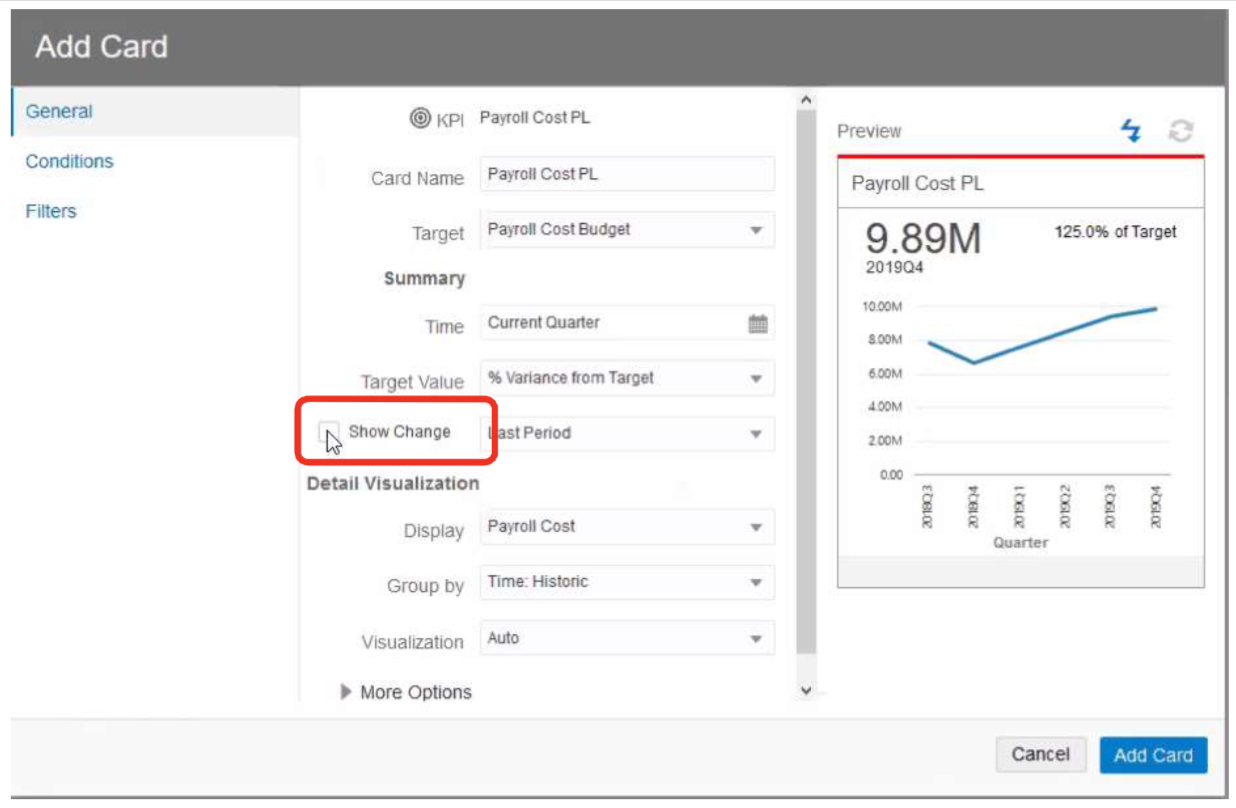 Add Card
General
Conditions
Filters
KPI Payroll Cost PL
Card Name Payroll Cost PL
Target Payroll Cost Budget
Summary
Time Current Quarter
Target Value % Variance from Target
Show Change Last Period
Detail Visualization
Display Payroll Cost
Group by Time: Historic
Visualization Auto
More Options
Preview
Payroll Cost PL
9.89M 125.0% of Target
2019Q4
10.00M
8.00M
6.00M
4.00M
2.00M
0.00
2018Q3 2018Q4 2019Q1 2019Q2 2019Q3 2019Q4
Quarter
Cancel Add Card